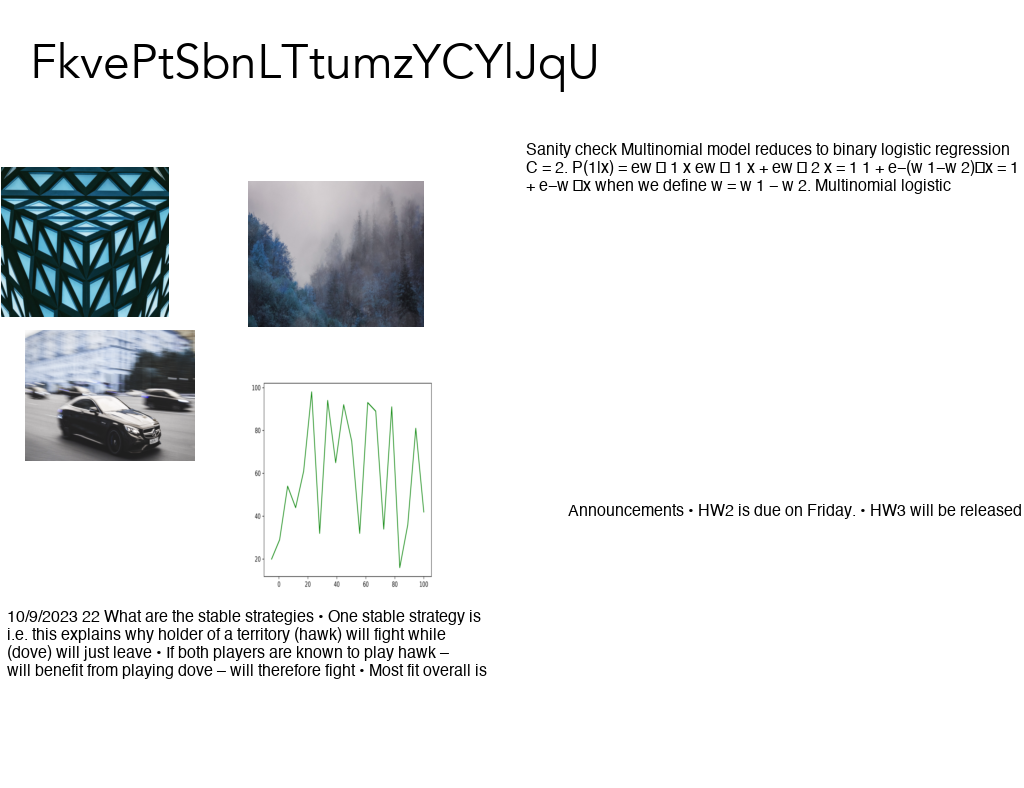 FkvePtSbnLTtumzYCYlJqU
Sanity check Multinomial model reduces to binary logistic regression
C = 2. P(1|x) = ew □ 1 x ew □ 1 x + ew □ 2 x = 1 1 + e−(w 1−w 2)□x = 1
+ e−w □x when we define w = w 1 − w 2. Multinomial logistic
100
80
60
40
20
0 20 40 60 80 100
Announcements • HW2 is due on Friday. • HW3 will be released
10/9/2023 22 What are the stable strategies • One stable strategy is
i.e. this explains why holder of a territory (hawk) will fight while
(dove) will just leave • If both players are known to play hawk –
will benefit from playing dove – will therefore fight • Most fit overall is